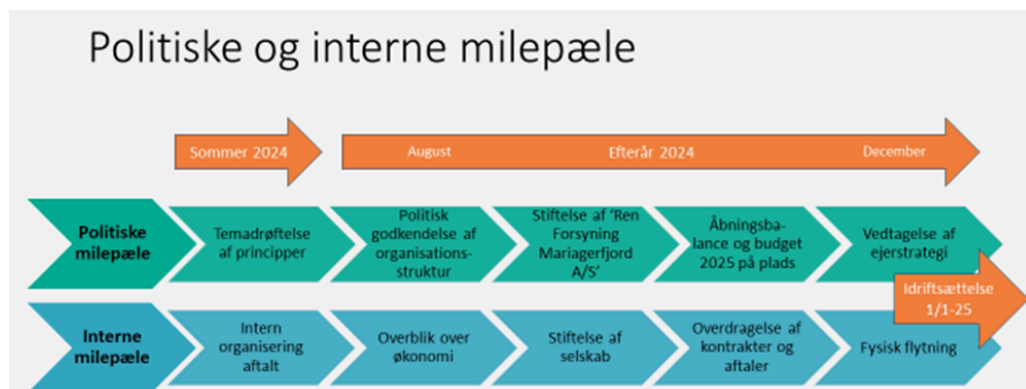 Politiske og interne milepæle
Sommer 2024
August
Efterår 2024
December
Politiske
milepæle
Temadrøftelse
af principper
Politisk
godkendelse af
organisations-
struktur
Stiftelse af 'Ren
Forsyning
Mariagerfjord
A/S'
Åbningsba-
lance og budget
2025 på plads
Vedtagelse af
ejerstrategi
Idriftsættelse
1/1-25
Interne
milepæle
Intern
organisering
aftalt
Overblik over
økonomi
Stiftelse af
selskab
Overdragelse af
kontrakter og
aftaler
Fysisk flytning